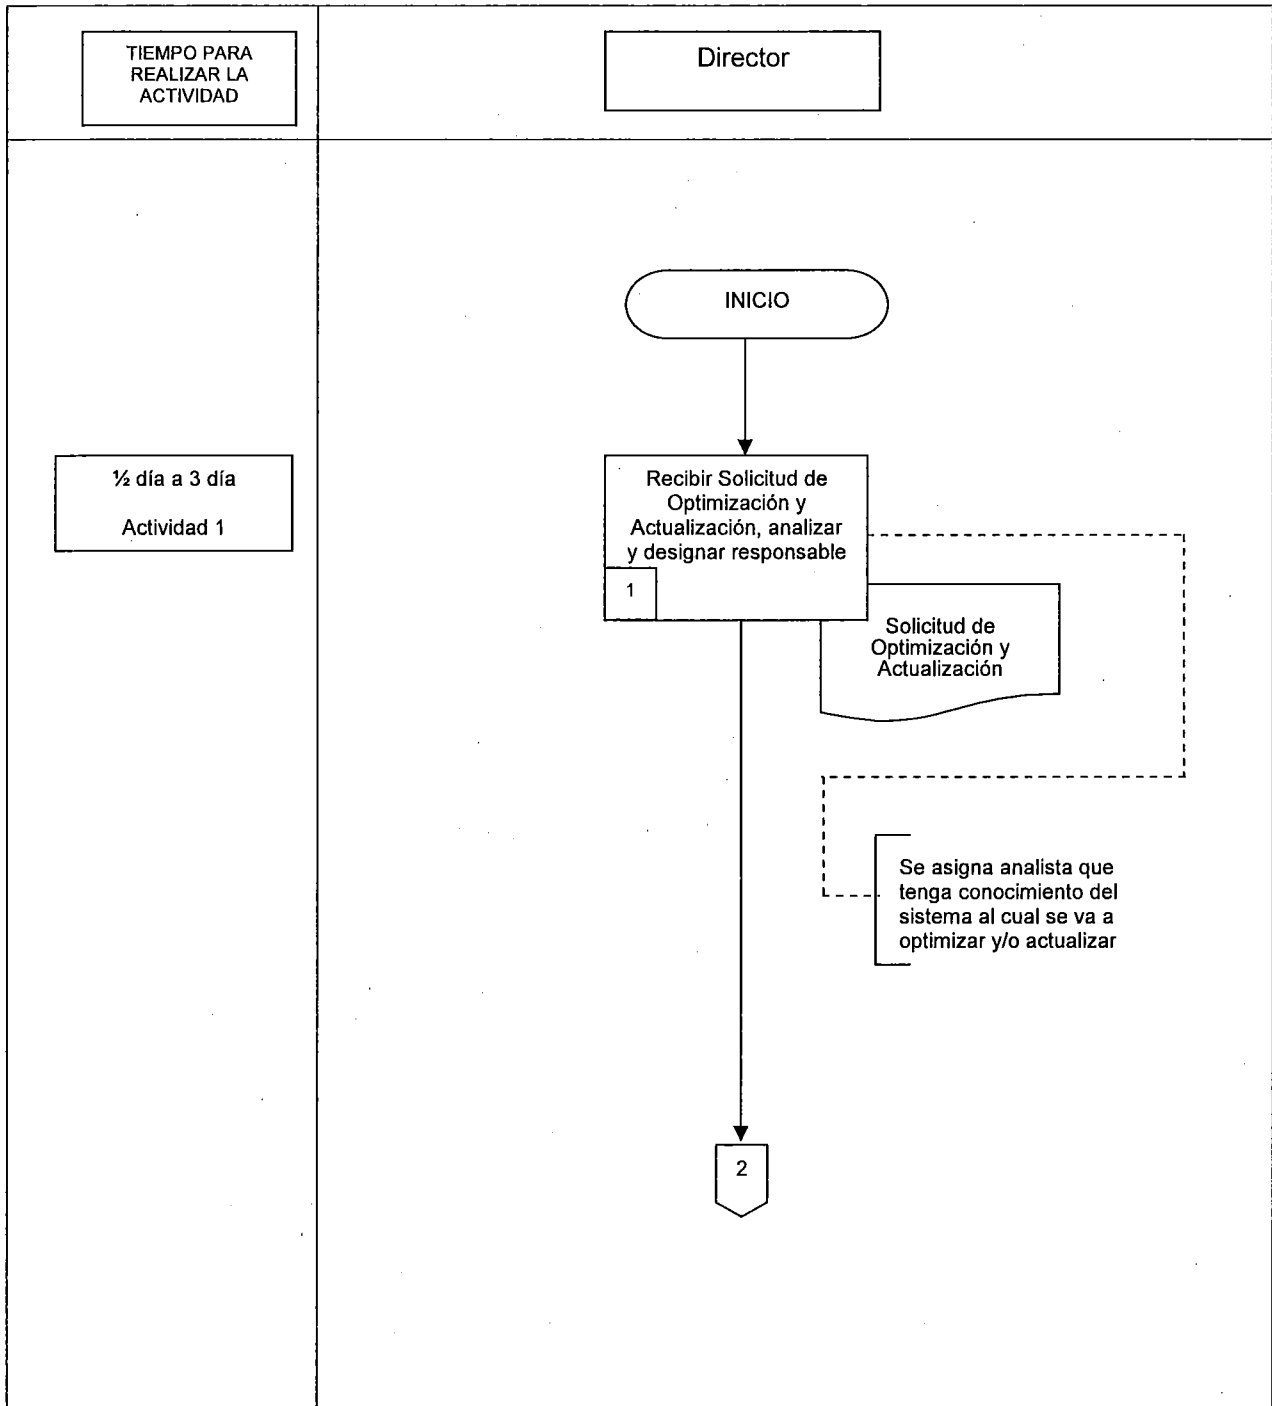 TIEMPO PARA
REALIZAR LA
ACTIVIDAD
Director
INICIO
½ día a 3 día
Actividad 1
Recibir Solicitud de
Optimización y
Actualización, analizar
y designar responsable
1
Solicitud de
Optimización y
Actualización
Se asigna analista que
tenga conocimiento del
sistema al cual se va a
optimizar y/o actualizar
2